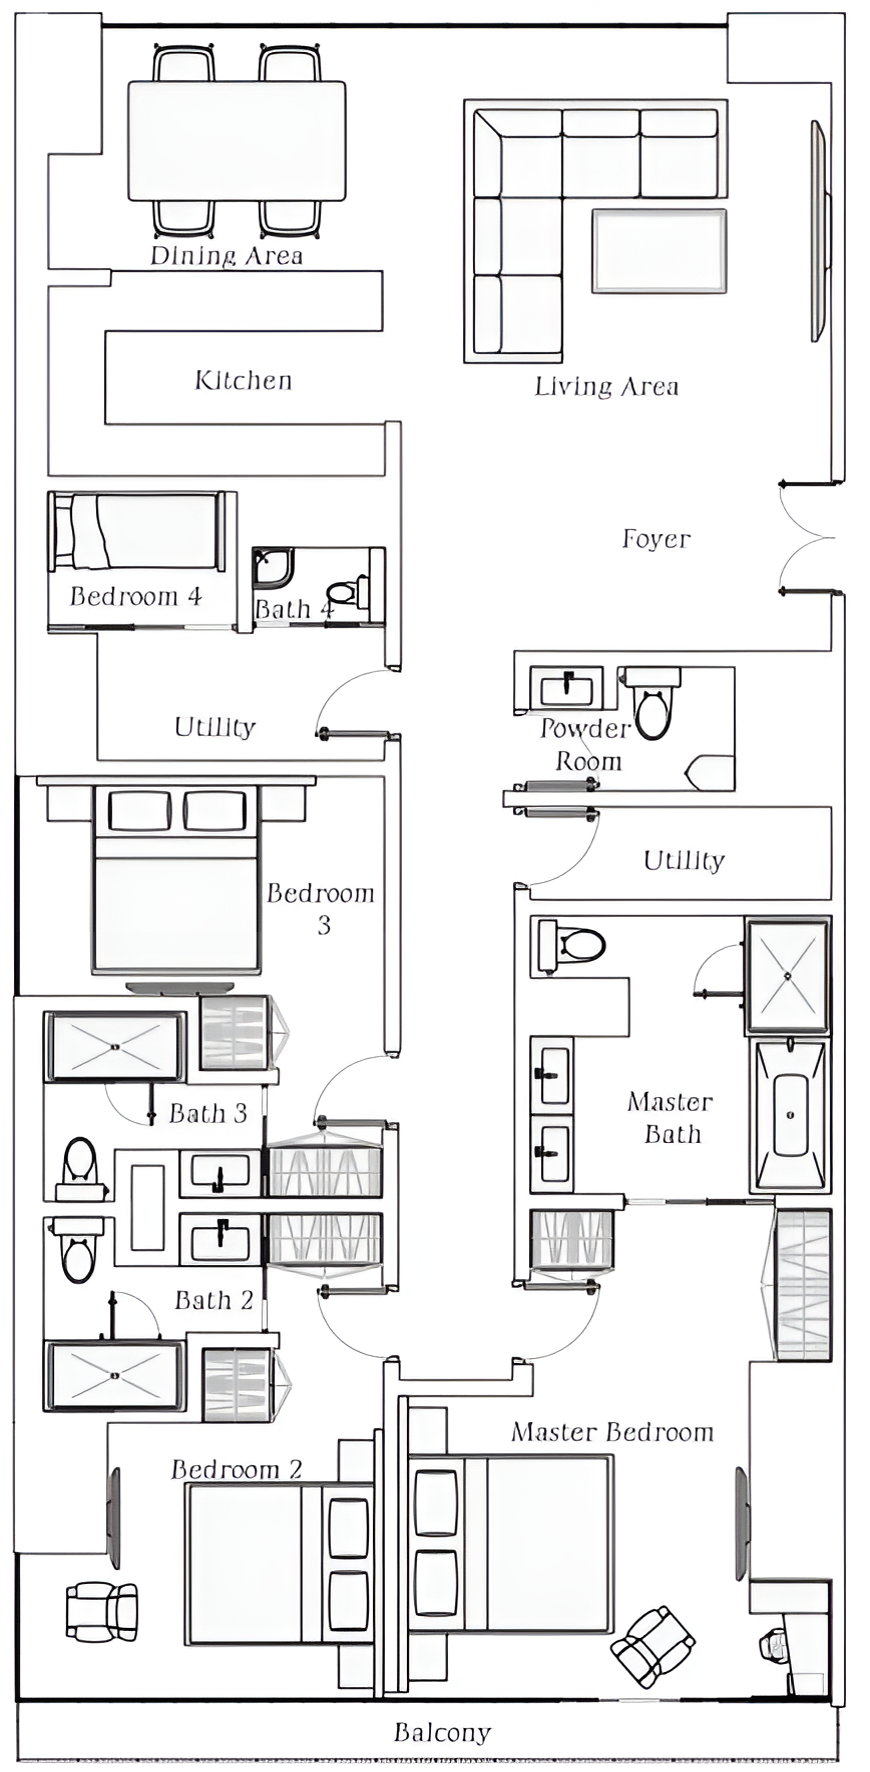 Dining Area
Kitchen
Living Area
Foyer
Bedroom 4
Bath 4
Utility
Powder
Room
Utility
Bedroom
3
Bath 3
Master
Bath
Bath 2
Master Bedroom
Bedroom 2
Balcony